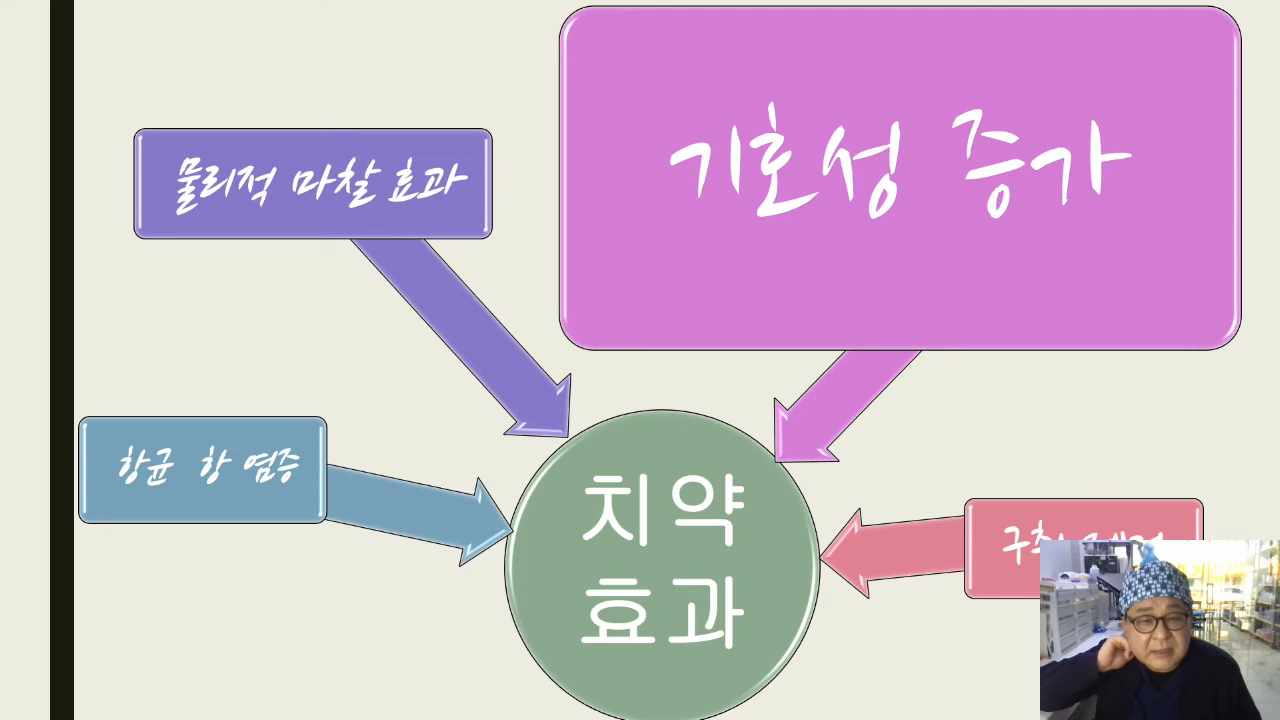 기호성 증가
물리적 마찰 효과
항균 항 염증
치약
효과